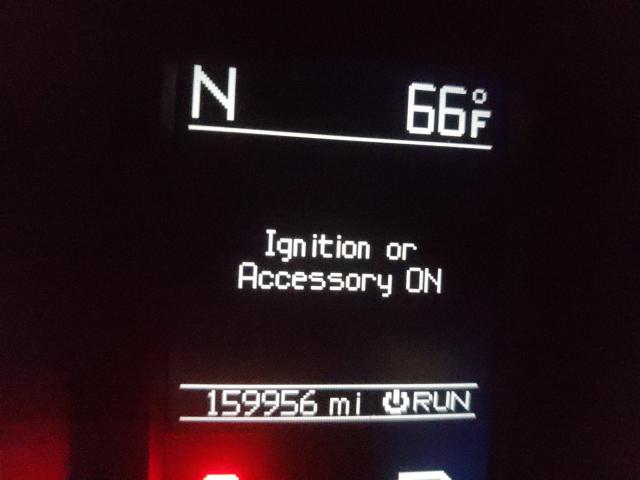 N 66°F
Ignition or
Accessory ON
159956 mi RUN